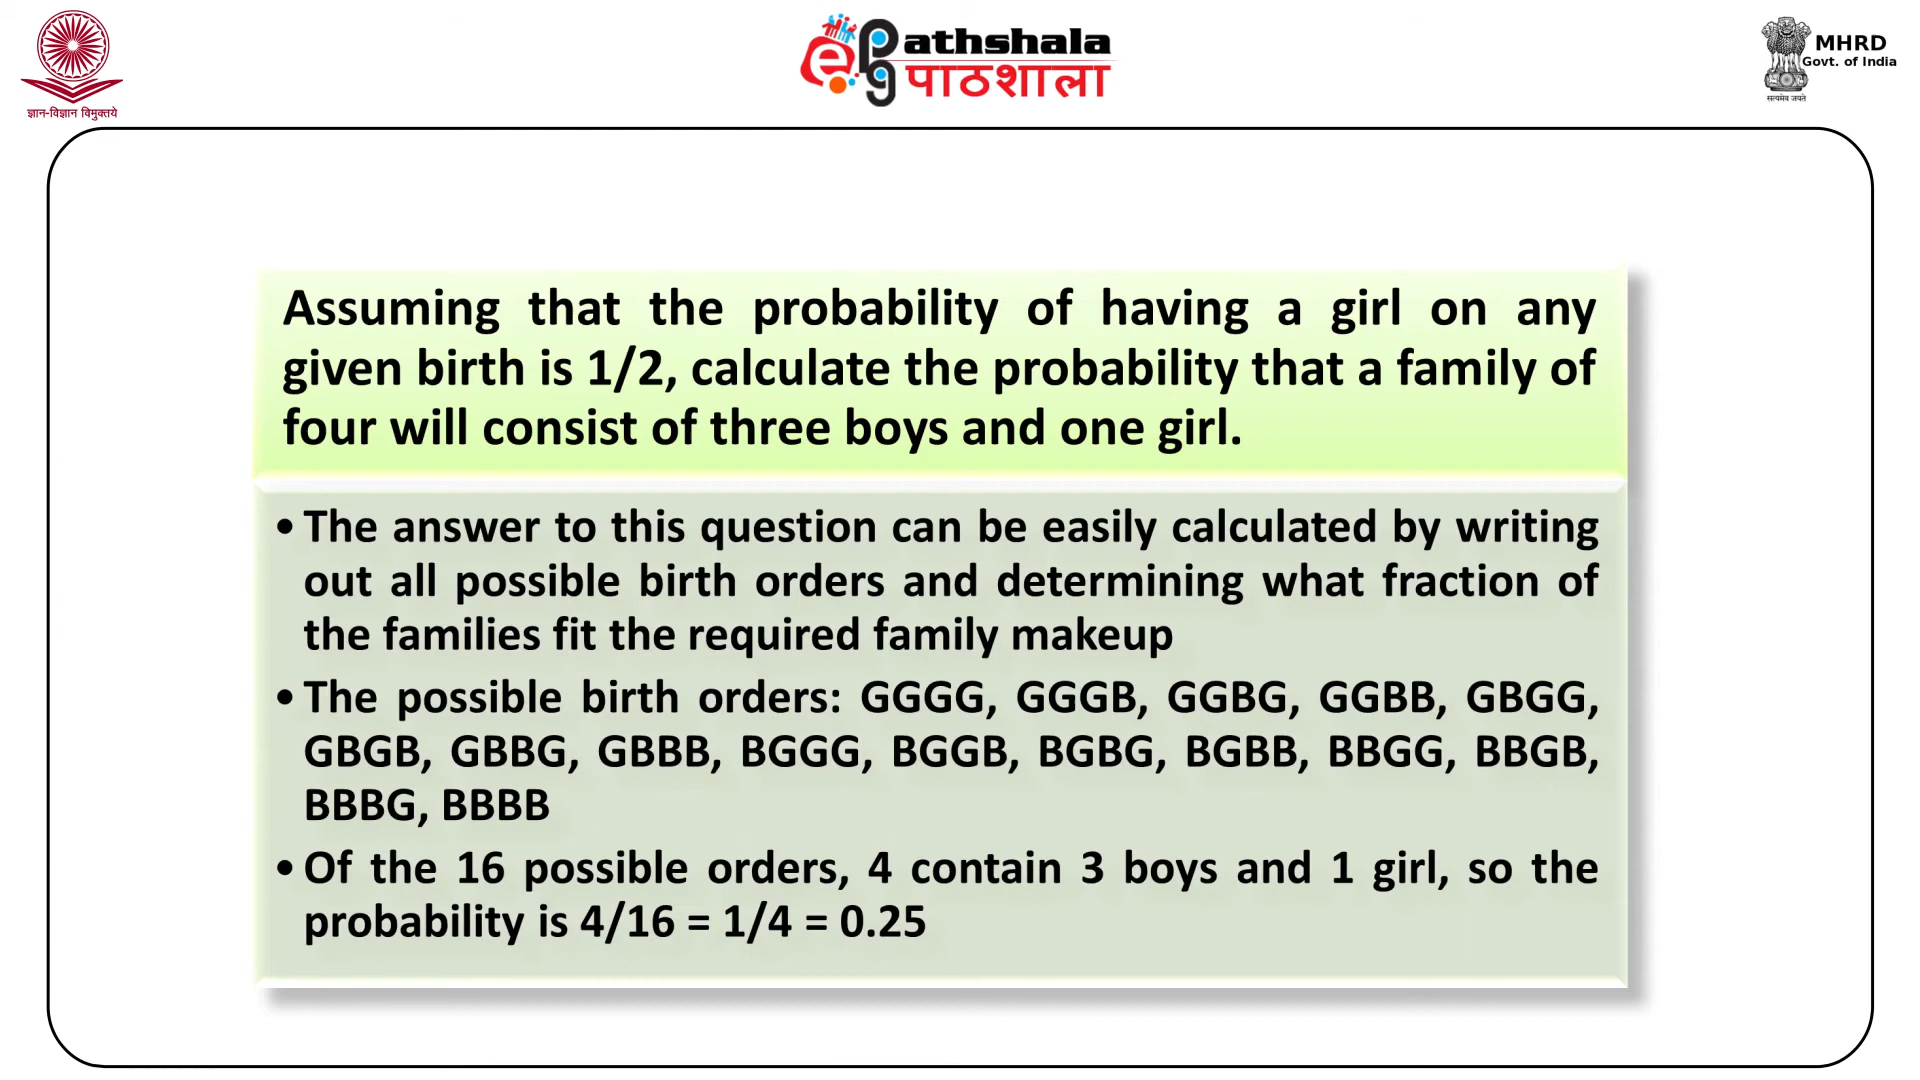 ज्ञान-विज्ञान विमुक्तये
e
PG
athshala
पाठशाला
MHRD
Govt. of India
सत्यमेव जयते
Assuming that the probability of having a girl on any
given birth is 1/2, calculate the probability that a family of
four will consist of three boys and one girl.
• The answer to this question can be easily calculated by writing
out all possible birth orders and determining what fraction of
the families fit the required family makeup
• The possible birth orders: GGGG, GGGB, GGBG, GGBB, GBGG,
GBGB, GBBG, GBBB, BGGG, BGGB, BGBG, BGBB, BBGG, BBGB,
BBBG, BBBB
• Of the 16 possible orders, 4 contain 3 boys and 1 girl, so the
probability is 4/16 = 1/4 = 0.25